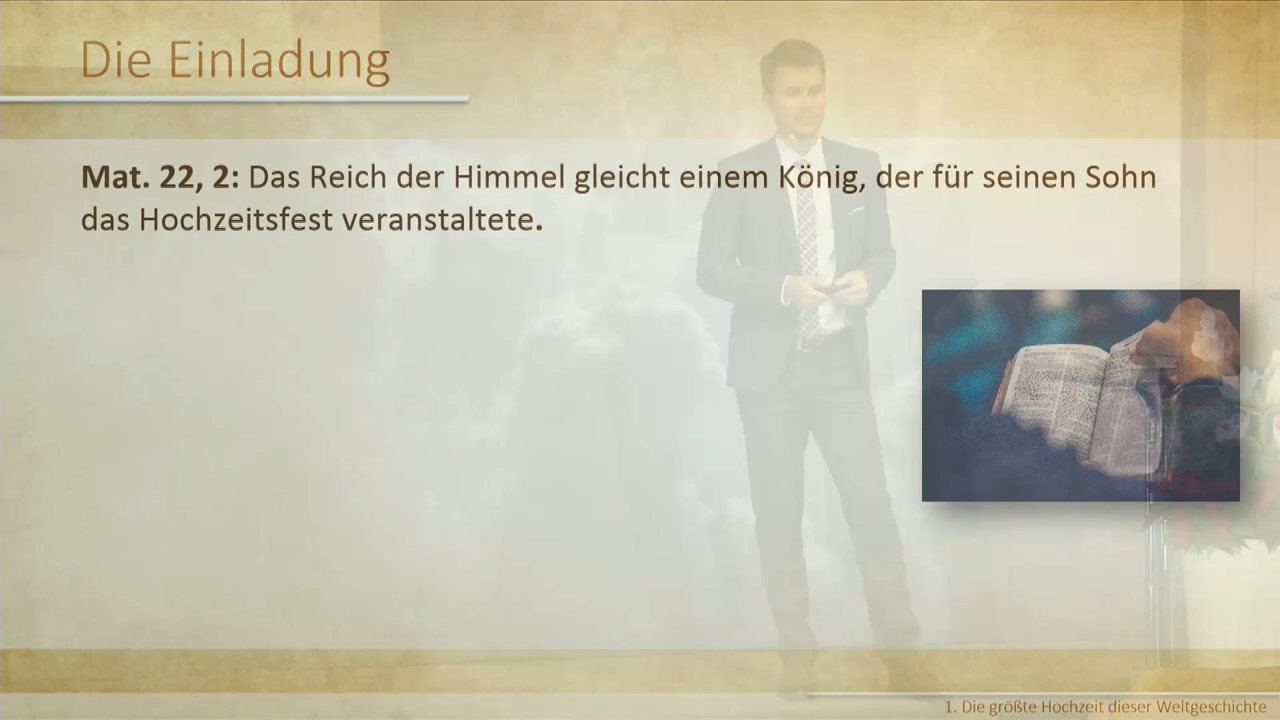 Die Einladung
Mat. 22, 2: Das Reich der Himmel gleicht einem König, der für seinen Sohn
das Hochzeitsfest veranstaltete.
1. Die größte Hochzeit dieser Weltgeschichte